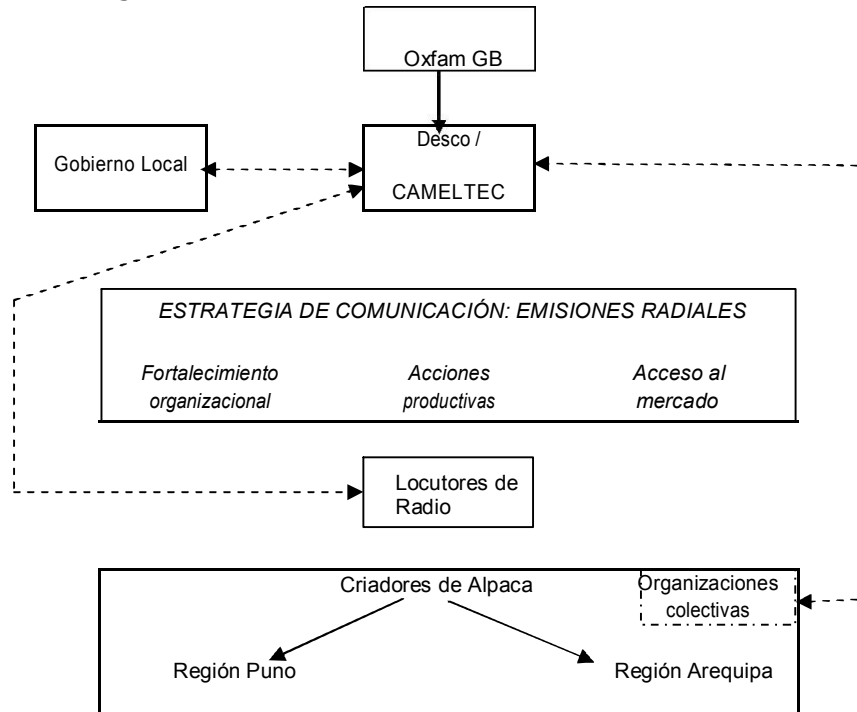 Oxfam GB
Gobierno Local
Desco /
CAMELTEC
ESTRATEGIA DE COMUNICACIÓN: EMISIONES RADIALES
Fortalecimiento
organizacional
Acciones
productivas
Acceso al
mercado
Locutores de
Radio
Criadores de Alpaca
Organizaciones
colectivas
Región Puno
Región Arequipa